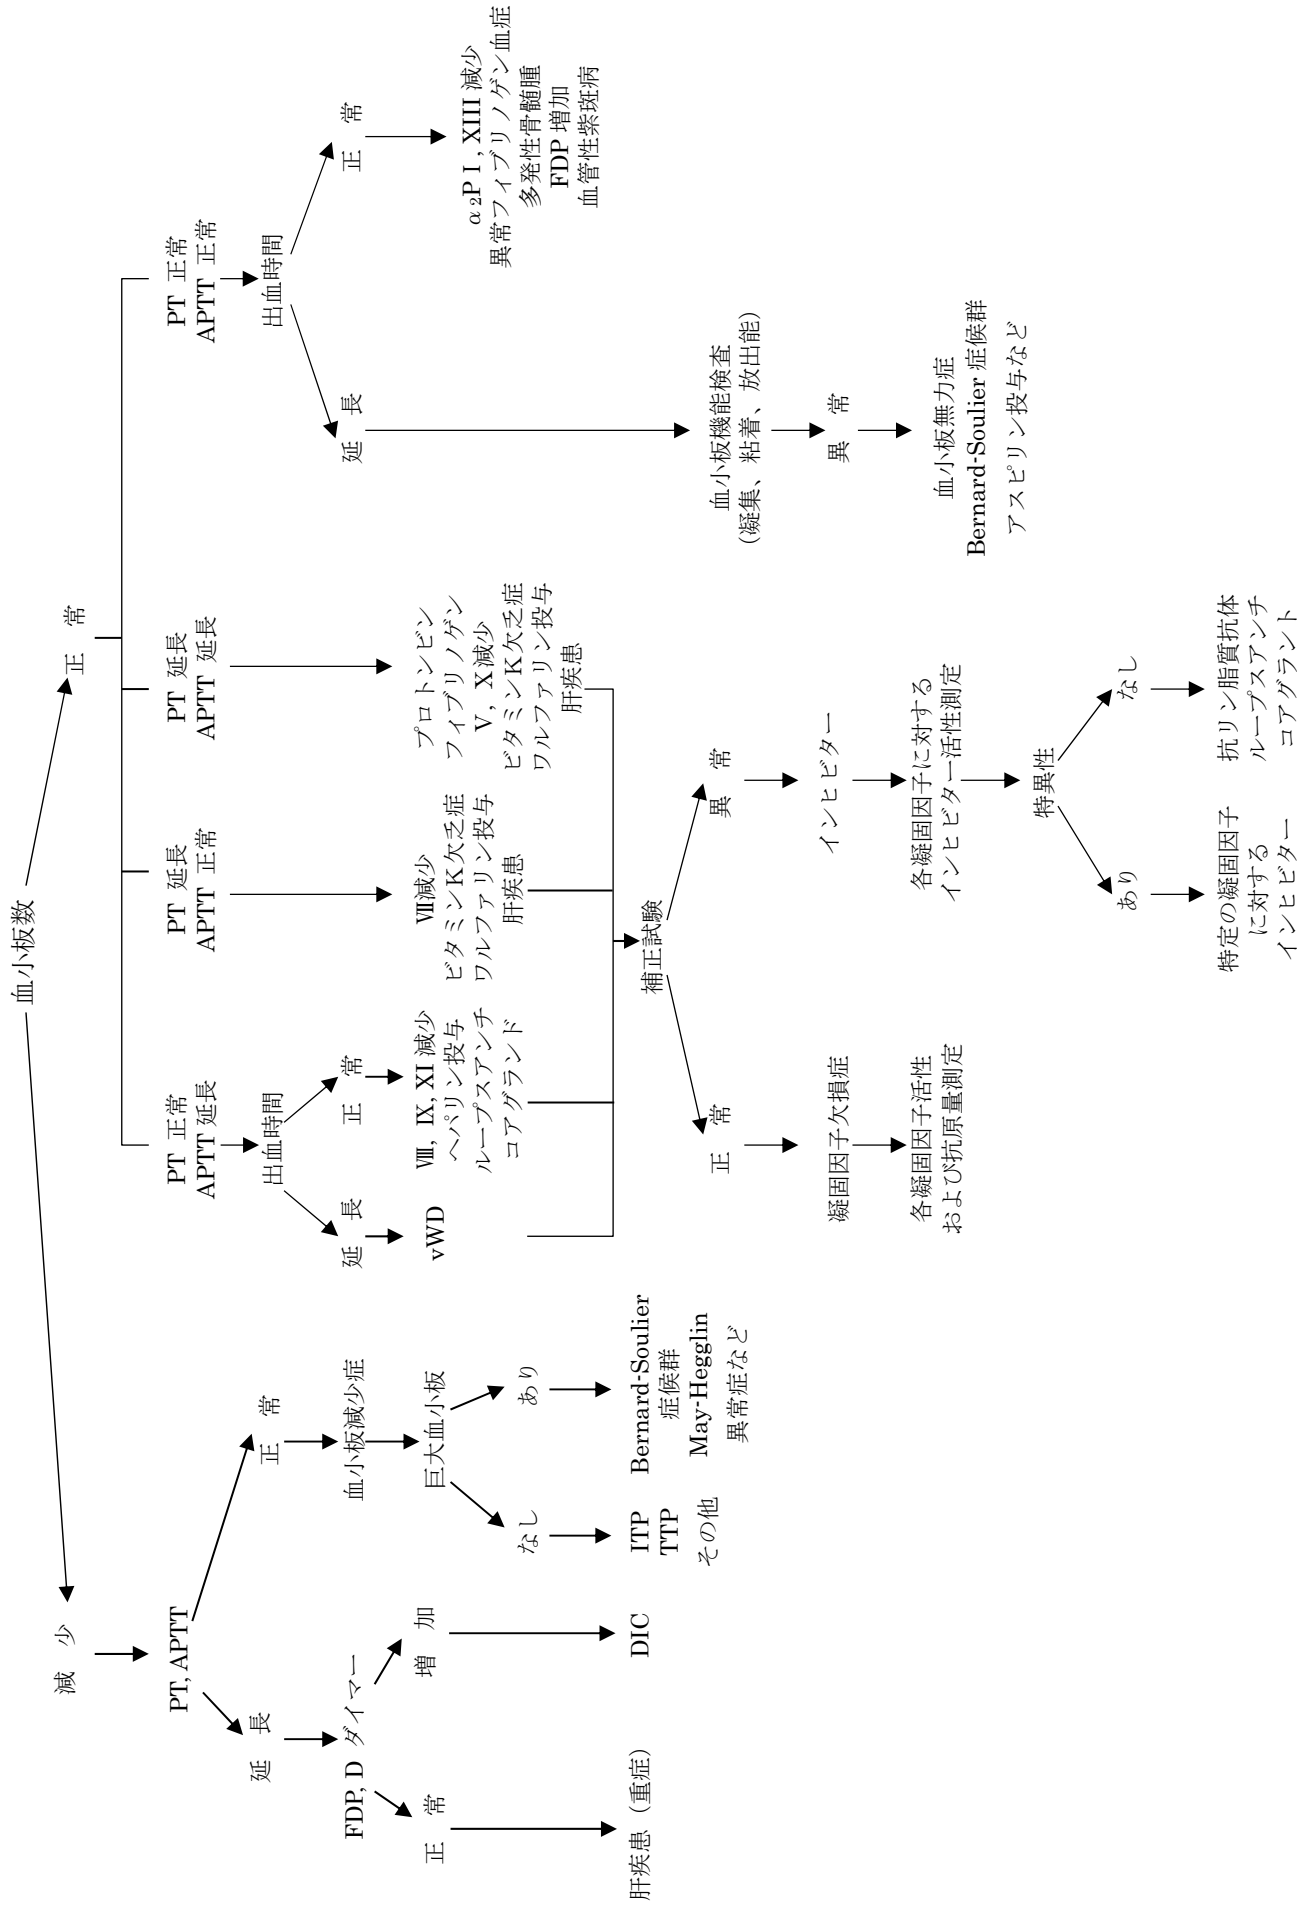 血小板数
減 少
正 常
PT, APTT
延 長
正 常
FDP, D ダイマー
血小板減少症
正 常
増 加
巨大血小板
なし
あり
肝疾患（重症）
DIC
ITP
TTP
その他
Bernard-Soulier
症候群
May-Hegglin
異常症など
PT 正常
APTT 延長
出血時間
延 長
正 常
vWD
Ⅷ, IX, XI 減少
ヘパリン投与
ループスアンチ
コアグランド
PT 延長
APTT 正常
Ⅶ減少
ビタミンK欠乏症
ワルファリン投与
肝疾患
PT 延長
APTT 延長
プロトンビン
フィブリノゲン
V, X減少
ビタミンK欠乏症
ワルファリン投与
肝疾患
補正試験
正 常
異 常
凝固因子欠損症
各凝固因子活性
および抗原量測定
インヒビター
各凝固因子に対する
インヒビター活性測定
特異性
あり
なし
特定の凝固因子
に対する
インヒビター
抗リン脂質抗体
ループスアンチ
コアグラント
PT 正常
APTT 正常
出血時間
延 長
正 常
血小板機能検査
(凝集、粘着、放出能)
異 常
血小板無力症
Bernard-Soulier 症候群
アスピリン投与など
α2P I , XIII 減少
異常フィブリノゲン血症
多発性骨髄腫
FDP 増加
血管性紫斑病